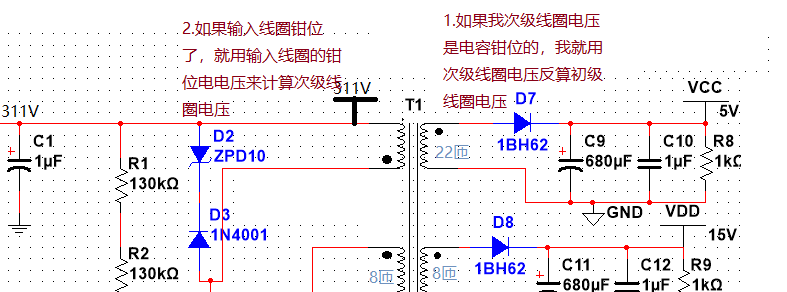 2.如果输入线圈钳位
了，就用输入线圈的钳
位电电压来计算次级线
圈电压
1.如果我次级线圈电压
是电容钳位的，我就用
次级线圈电压反算初级
线圈电压
311V
311V
T1
D7
1BH62
VCC
5V
C1
1μF
D2
ZPD10
R1
130kΩ
22匝
C9
680μF
C10
1μF
R8
1kΩ
GND
D3
1N4001
R2
130kΩ
8匝
8匝
D8
1BH62
VDD
15V
C11
680μF
C12
1μF
R9
1kΩ